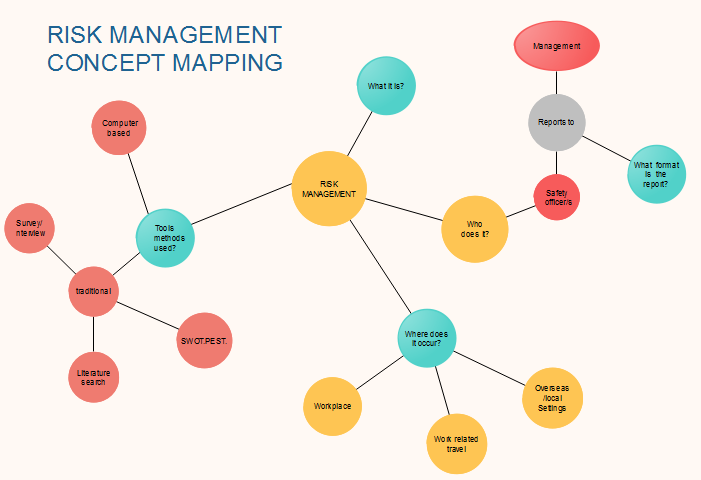 RISK MANAGEMENT
CONCEPT MAPPING
Management
What it is?
Computer
based
Reports to
What format
is the
report?
RISK
MANAGEMENT
Safety
officer/s
Survey/
nterview
Tools
methods
used?
Who
does it?
traditional
SWOT.PEST.
Where does
it occur?
Literature
search
Overseas
/local
Settings
Workplace
Work related
travel